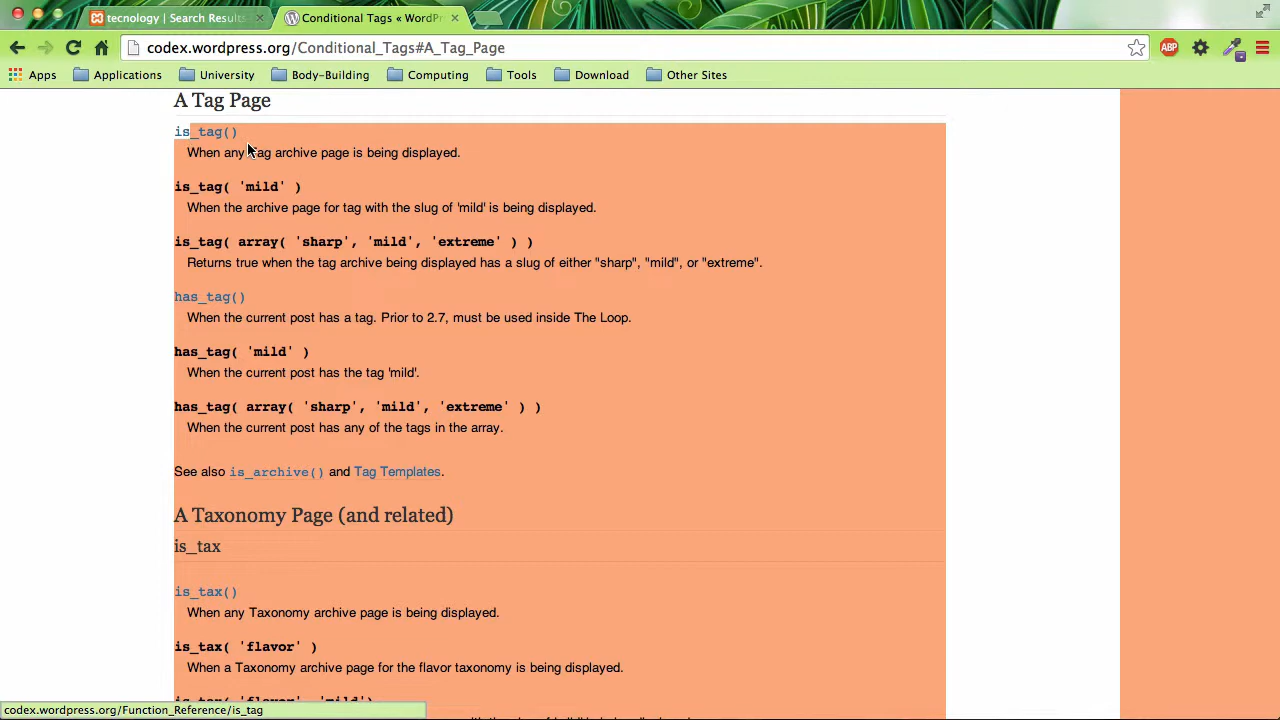 tecnology | Search Results
Conditional Tags « WordPr
codex.wordpress.org/Conditional_Tags#A_Tag_Page
ABP
Apps
Applications
University
Body-Building
Computing
Tools
Download
Other Sites
A Tag Page
is_tag()
When any tag archive page is being displayed.
is_tag( 'mild' )
When the archive page for tag with the slug of 'mild' is being displayed.
is_tag( array( 'sharp', 'mild', 'extreme' ) )
Returns true when the tag archive being displayed has a slug of either "sharp", "mild", or "extreme".
has_tag()
When the current post has a tag. Prior to 2.7, must be used inside The Loop.
has_tag( 'mild' )
When the current post has the tag 'mild'.
has_tag( array( 'sharp', 'mild', 'extreme' ) )
When the current post has any of the tags in the array.
See also is_archive() and Tag Templates.
A Taxonomy Page (and related)
is_tax
is_tax()
When any Taxonomy archive page is being displayed.
is_tax( 'flavor' )
When a Taxonomy archive page for the flavor taxonomy is being displayed.
is_tax( 'flavor', 'mild')
codex.wordpress.org/Function_Reference/is_tag